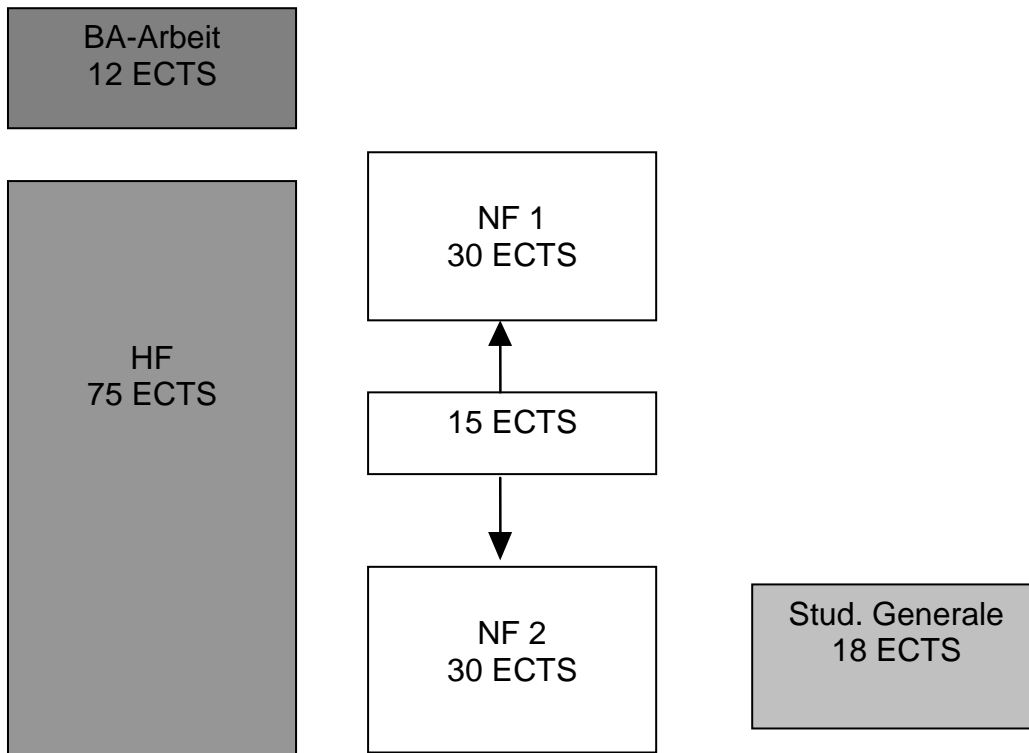 BA-Arbeit
12 ECTS
HF
75 ECTS
NF 1
30 ECTS
15 ECTS
NF 2
30 ECTS
Stud. Generale
18 ECTS